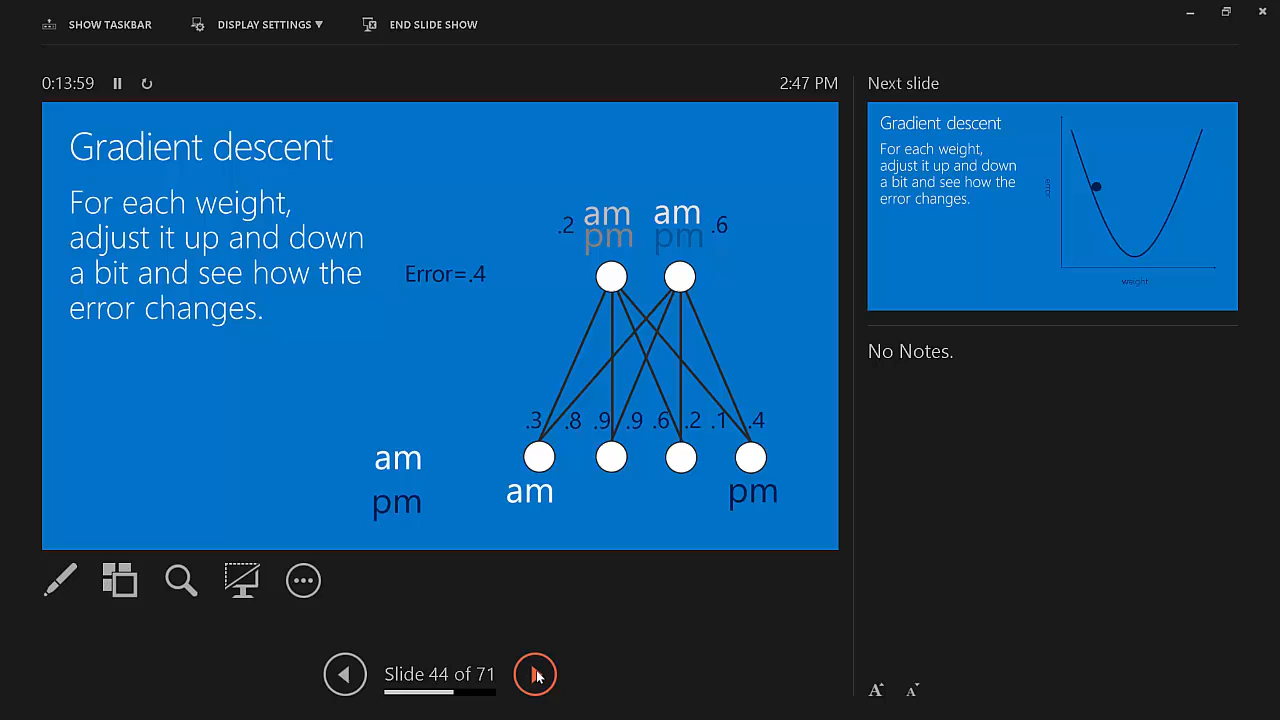 SHOW TASKBAR
DISPLAY SETTINGS ▼
END SLIDE SHOW
0:13:59
2:47 PM
Next slide
Gradient descent
For each weight,
adjust it up and down
a bit and see how the
error changes.
.2
am
pm
am
pm
.6
Error=.4
.3 .8 .9 .9 .6 .2 .1 .4
am
pm
am
pm
Gradient descent
For each weight,
adjust it up and down
a bit and see how the
error changes.
error
weight
No Notes.
Slide 44 of 71
A
A